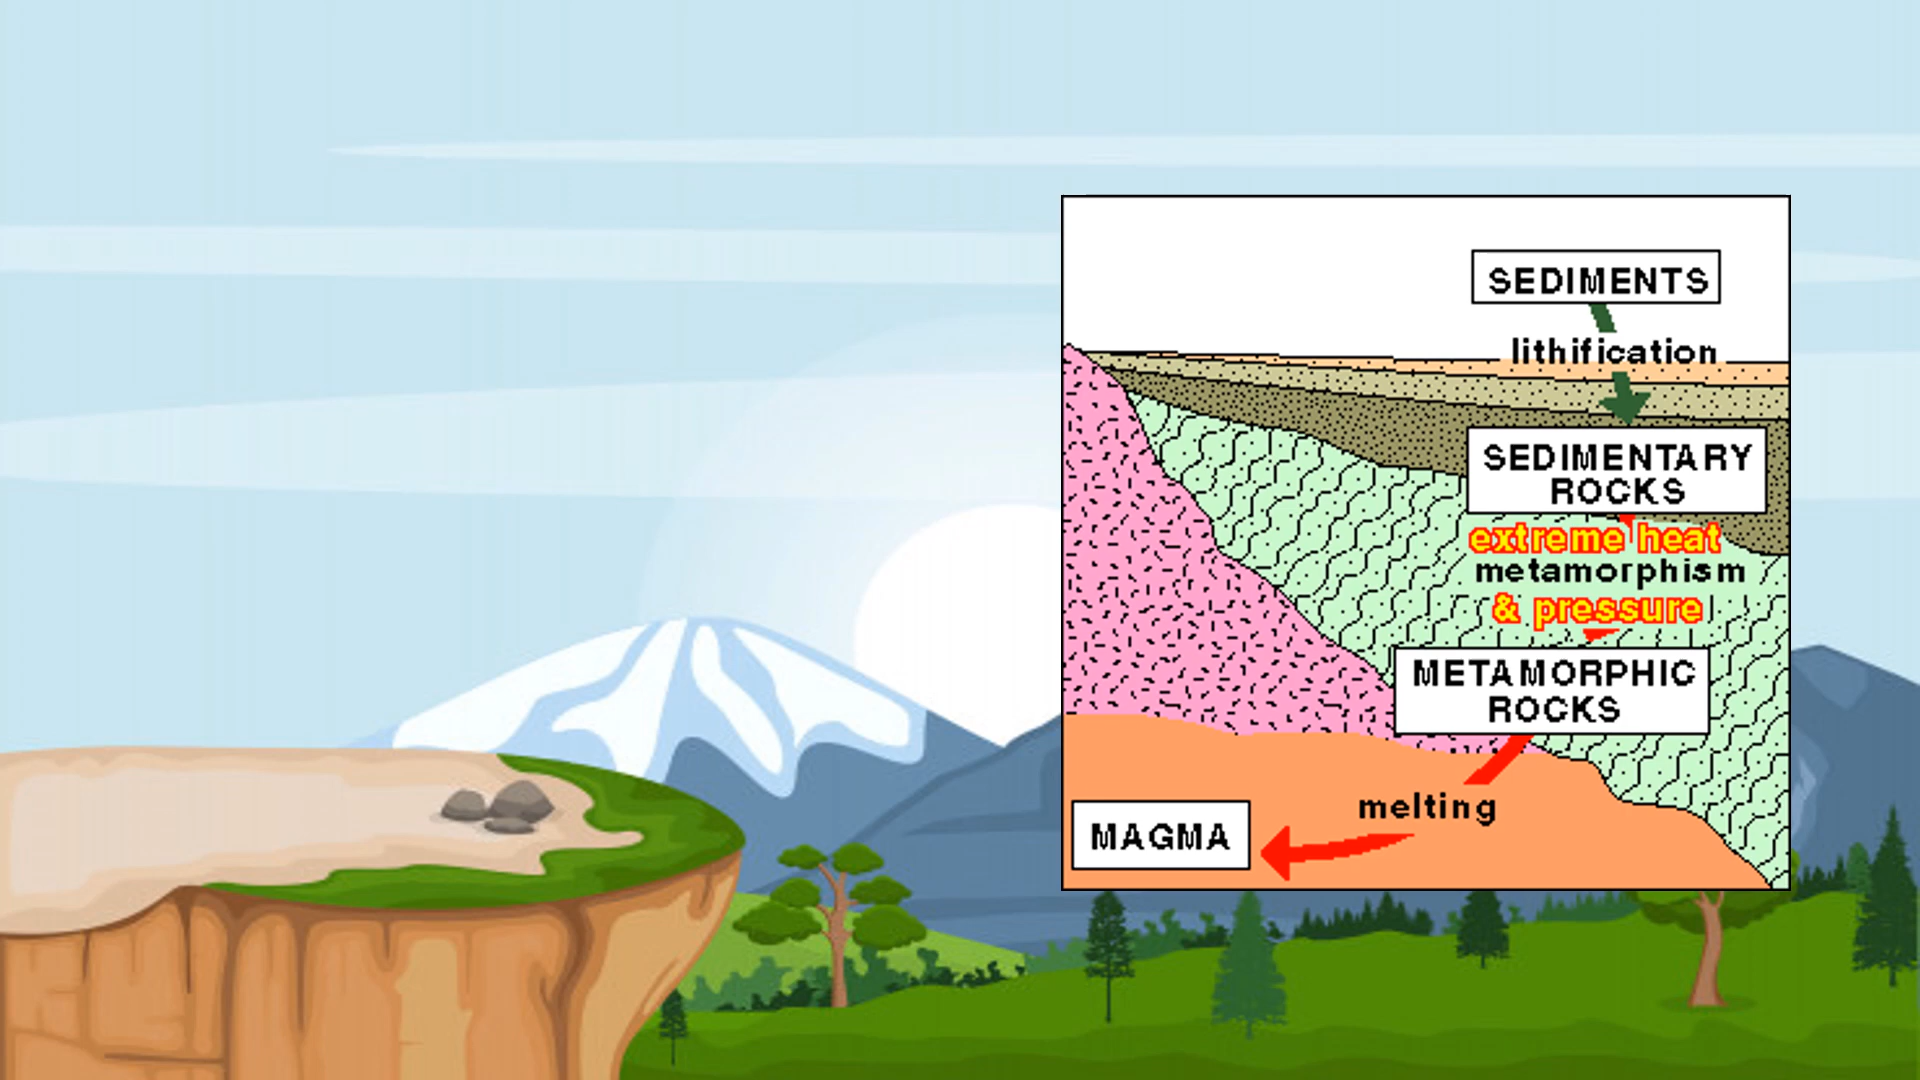 SEDIMENTS
lithification
SEDIMENTARY
ROCKS
extreme heat
metamorphism
& pressure
METAMORPHIC
ROCKS
melting
MAGMA